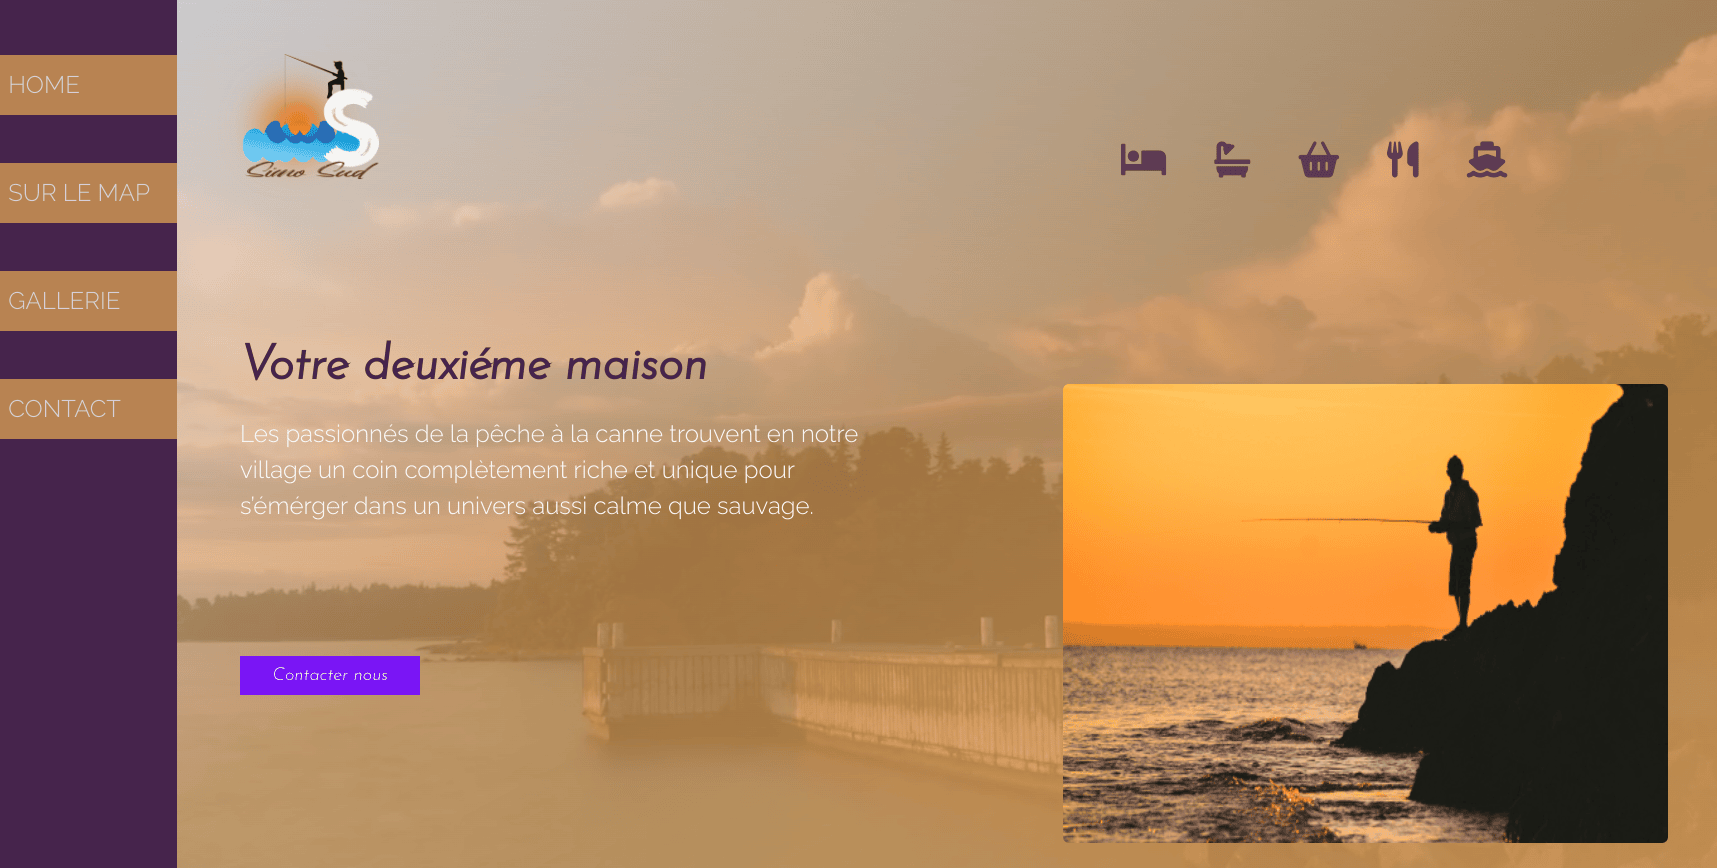 HOME
SUR LE MAP
GALLERIE
CONTACT
S
Simo Sud
Votre deuxiéme maison
Les passionnés de la pêche à la canne trouvent en notre
village un coin complètement riche et unique pour
s'émérger dans un univers aussi calme que sauvage.
Contacter nous